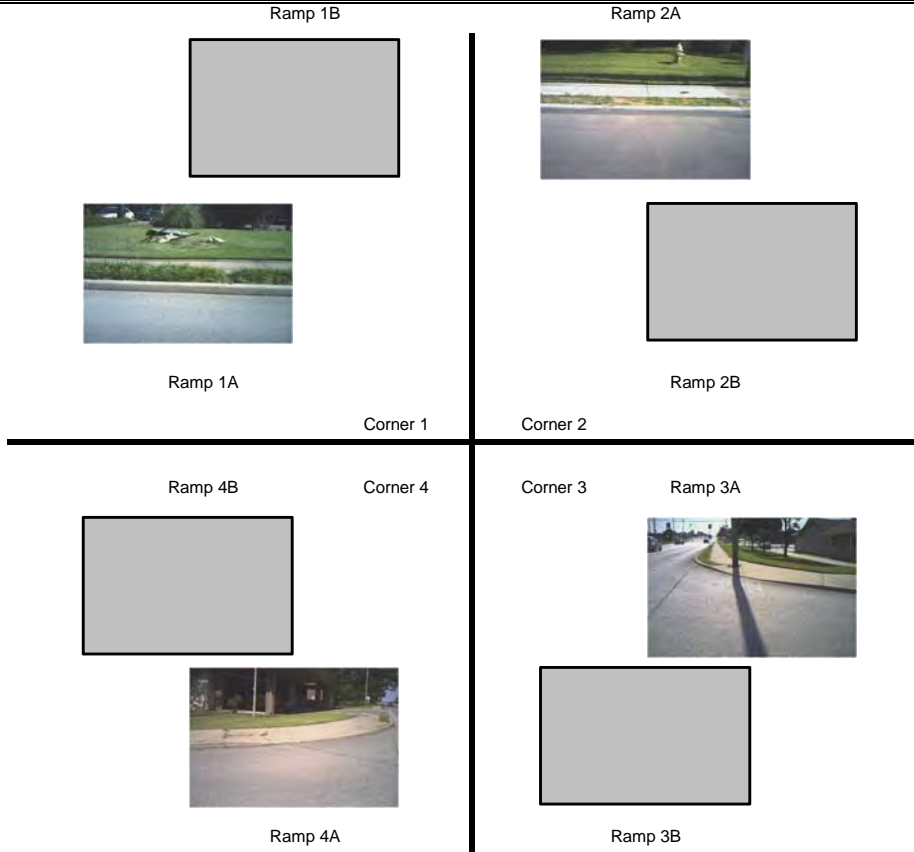 Ramp 1B
Ramp 2A
Ramp 1A
Ramp 2B
Corner 1
Corner 2
Ramp 4B
Corner 4
Corner 3
Ramp 3A
Ramp 4A
Ramp 3B